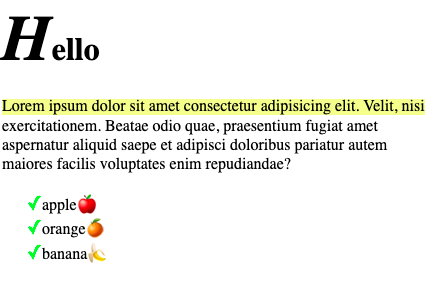 Hello
Lorem ipsum dolor sit amet consectetur adipisicing elit. Velit, nisi
exercitationem. Beatae odio quae, praesentium fugiat amet
aspernatur aliquid saepe et adipisci doloribus pariatur autem
maiores facilis voluptates enim repudiandae?
✓apple🍎
✓orange🍊
✓banana🍌